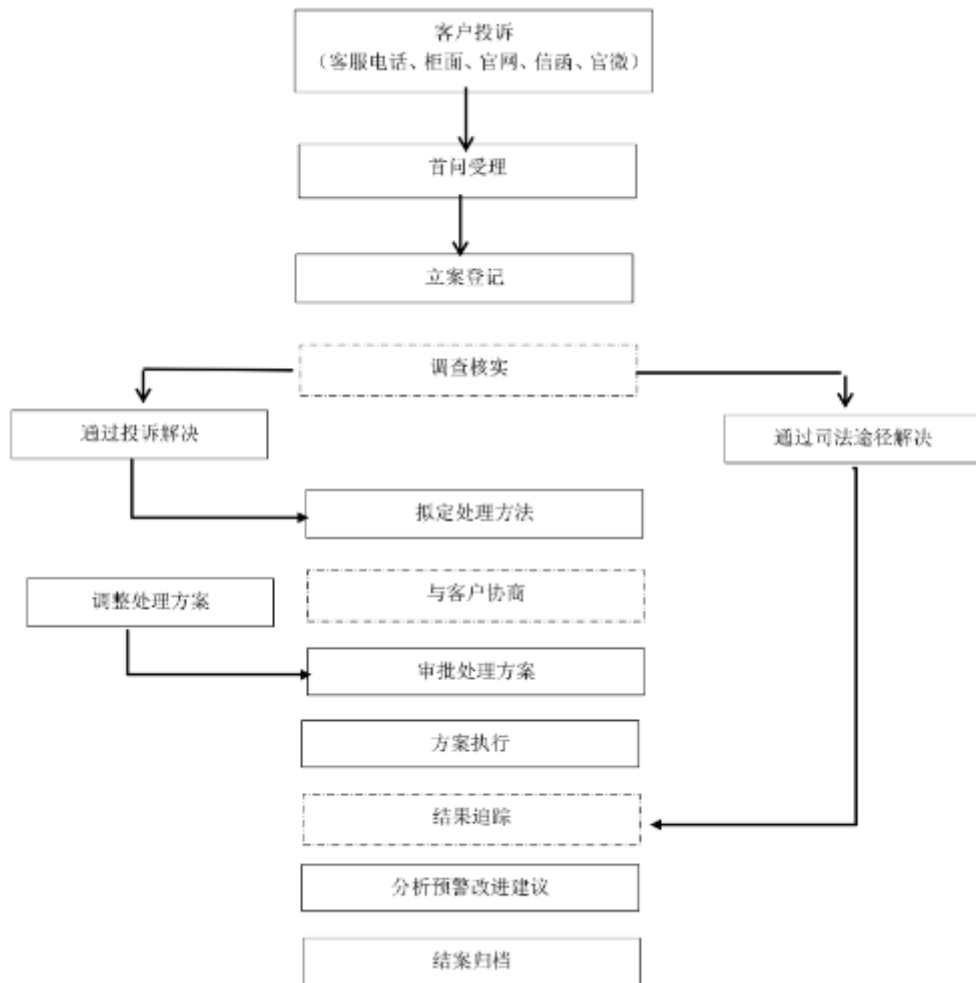 客户投诉
（客服电话、柜面、官网、信函、官微）
首问受理
立案登记
调查核实
通过投诉解决
通过司法途径解决
拟定处理方法
与客户协商
调整处理方案
审批处理方案
方案执行
结果追踪
分析预警改进建议
结案归档